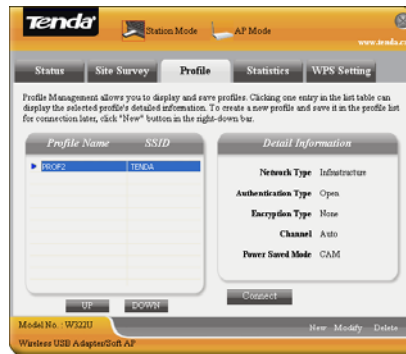 Tenda
Station Mode AP Mode
www.tenda.c
Status Site Survey Profile Statistics WPS Setting
Profile Management allows you to display and save profiles. Clicking one entry in the list table can
display the selected profile's detailed information. To create a new profile and save it in the profile list
for connection later, click "New" button in the right-down bar.
Profile Name SSID
PROF2 TENDA
Detail Information
Network Type Infrastructure
Authentication Type Open
Encryption Type None
Channel Auto
Power Saved Mode CAM
UP DOWN
Connect
Model No. : W322U
New Modify Delete
Wireless USB Adapter/Soft AP